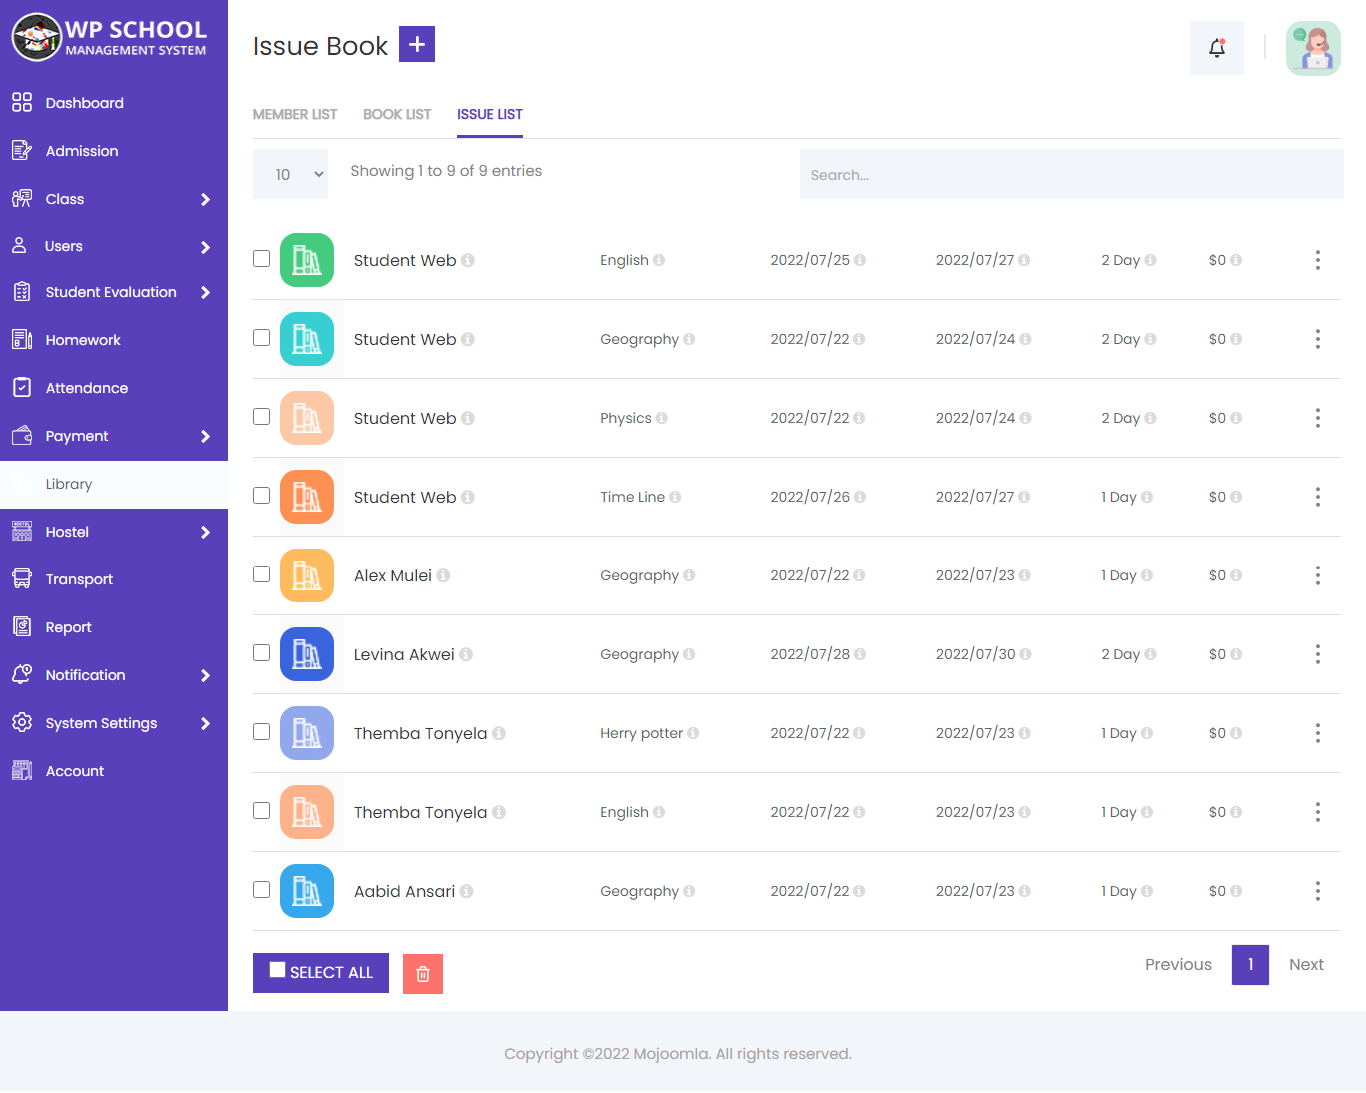 WP SCHOOL
MANAGEMENT SYSTEM
Dashboard
Admission
Class
Users
Student Evaluation
Homework
Attendance
Payment
Library
Hostel
Transport
Report
Notification
System Settings
Account
Issue Book +
MEMBER LIST BOOK LIST ISSUE LIST
10 Showing 1 to 9 of 9 entries Search...
Student Web English 2022/07/25 2022/07/27 2 Day $0
Student Web Geography 2022/07/22 2022/07/24 2 Day $0
Student Web Physics 2022/07/22 2022/07/24 2 Day $0
Student Web Time Line 2022/07/26 2022/07/27 1 Day $0
Alex Mulei Geography 2022/07/22 2022/07/23 1 Day $0
Levina Akwei Geography 2022/07/28 2022/07/30 2 Day $0
Themba Tonyela Herry potter 2022/07/22 2022/07/23 1 Day $0
Themba Tonyela English 2022/07/22 2022/07/23 1 Day $0
Aabid Ansari Geography 2022/07/22 2022/07/23 1 Day $0
SELECT ALL Previous 1 Next
Copyright ©2022 Mojoomla. All rights reserved.